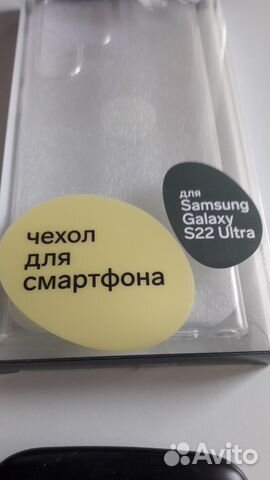 для
Samsung
Galaxy
S22 Ultra
чехол
для
смартфона
Avito